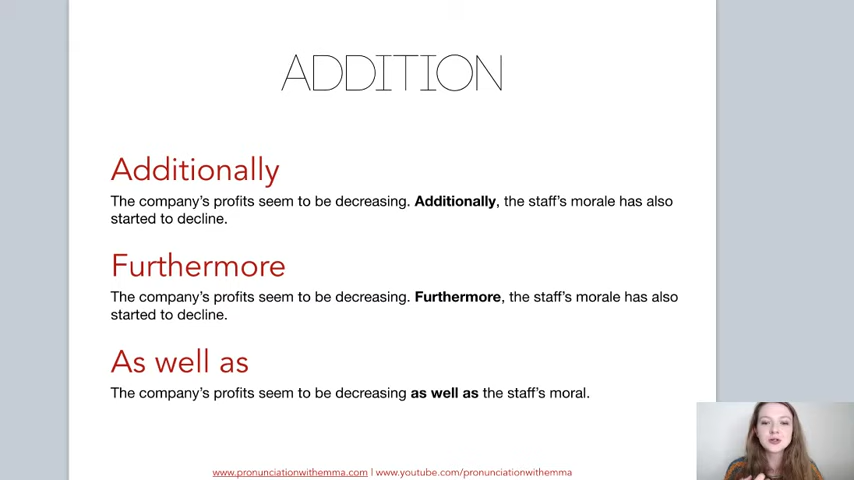 ADDITION
Additionally
The company's profits seem to be decreasing. Additionally, the staff's morale has also
started to decline.
Furthermore
The company's profits seem to be decreasing. Furthermore, the staff's morale has also
started to decline.
As well as
The company's profits seem to be decreasing as well as the staff's moral.
www.pronunciationwithemma.com | www.youtube.com/pronunciationwithemma